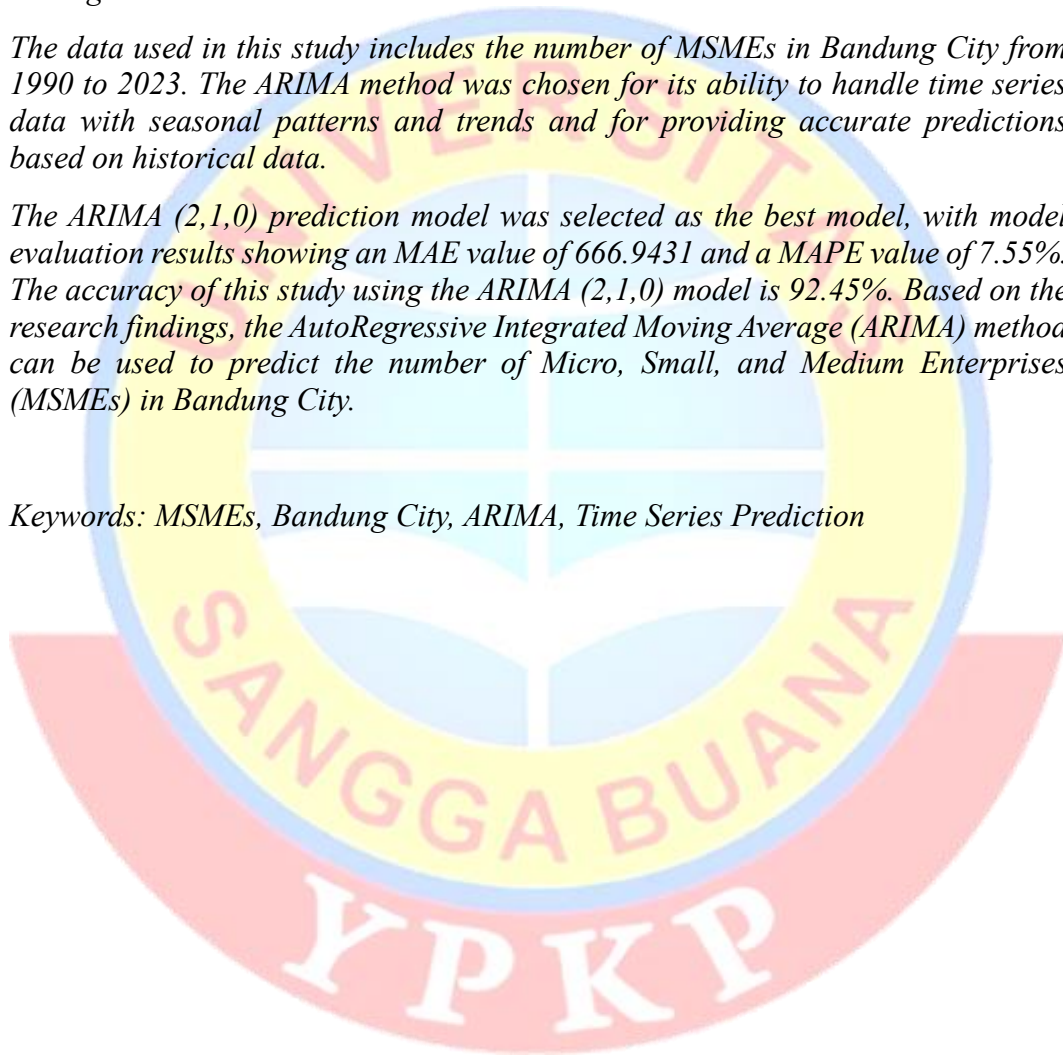 The data used in this study includes the number of MSMEs in Bandung City from
1990 to 2023. The ARIMA method was chosen for its ability to handle time series
data with seasonal patterns and trends and for providing accurate predictions
based on historical data.
The ARIMA (2,1,0) prediction model was selected as the best model, with model
evaluation results showing an MAE value of 666.9431 and a MAPE value of 7.55%.
The accuracy of this study using the ARIMA (2,1,0) model is 92.45%. Based on the
research findings, the AutoRegressive Integrated Moving Average (ARIMA) method
can be used to predict the number of Micro, Small, and Medium Enterprises
(MSMEs) in Bandung City.
Keywords: MSMEs, Bandung City, ARIMA, Time Series Prediction
UNIVERSITAS
SANGGA BUANA
YPKP